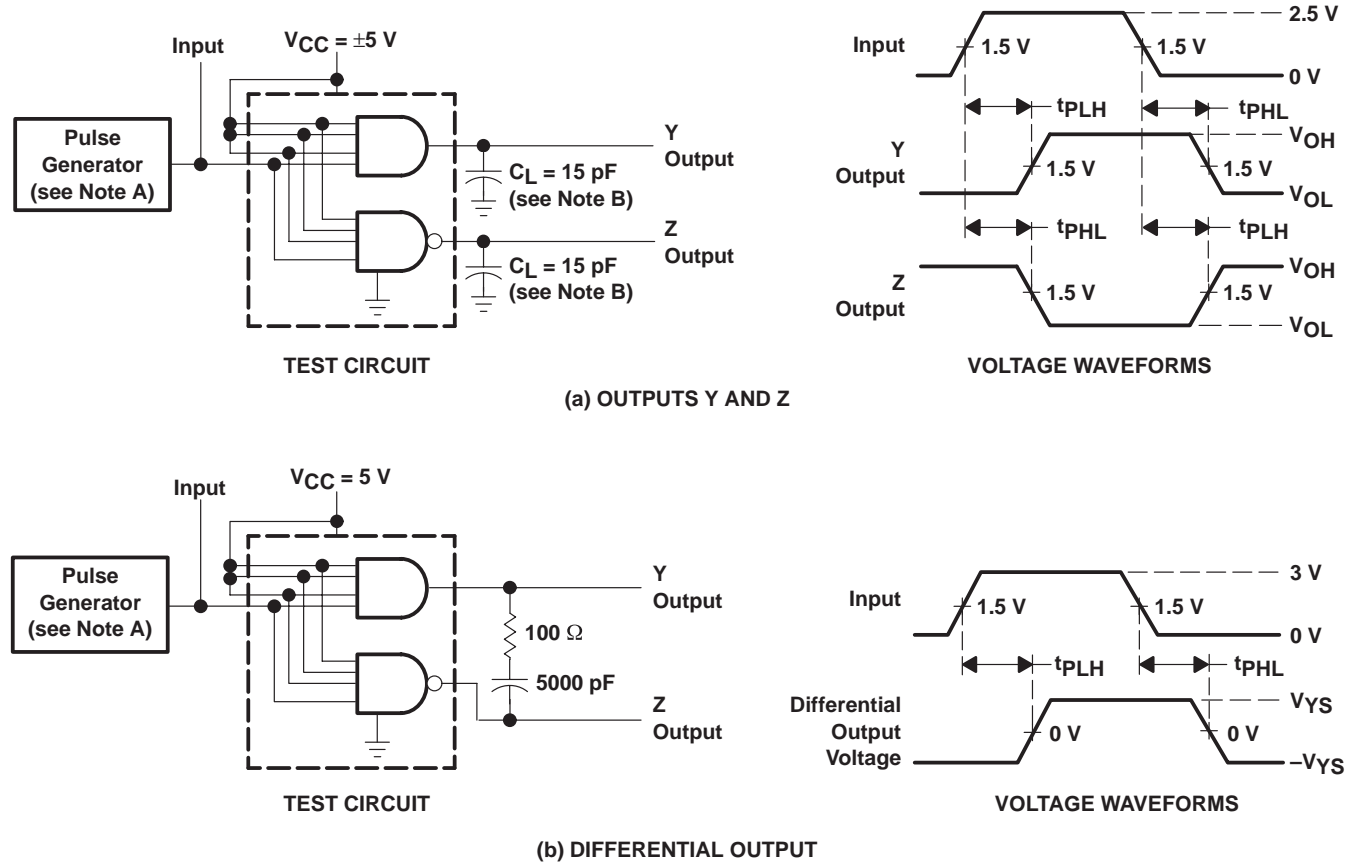 Input
VCC = ±5 V
Pulse
Generator
(see Note A)
Y
Output
CL = 15 pF
(see Note B)
Z
Output
CL = 15 pF
(see Note B)
TEST CIRCUIT
Input
2.5 V
1.5 V
1.5 V
0 V
tPLH
tPHL
Y
Output
VOH
1.5 V
1.5 V
VOL
tPHL
tPLH
Z
Output
VOH
1.5 V
1.5 V
VOL
VOLTAGE WAVEFORMS
(a) OUTPUTS Y AND Z
Input
VCC = 5 V
Pulse
Generator
(see Note A)
Y
Output
100 Ω
5000 pF
Z
Output
TEST CIRCUIT
Input
3 V
1.5 V
1.5 V
0 V
tPLH
tPHL
Differential
Output
Voltage
VYS
0 V
0 V
–VYS
VOLTAGE WAVEFORMS
(b) DIFFERENTIAL OUTPUT